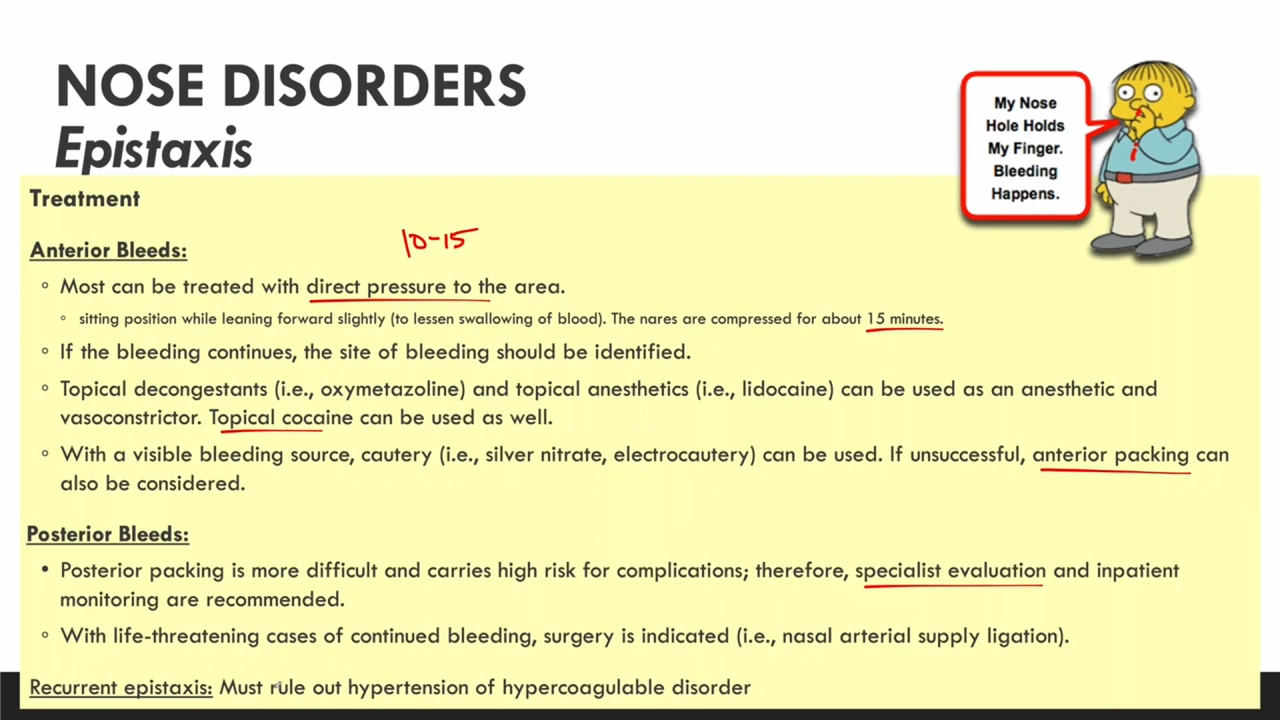 NOSE DISORDERS
Epistaxis
My Nose
Hole Holds
My Finger.
Bleeding
Happens.
Treatment
10-15
Anterior Bleeds:
◦ Most can be treated with direct pressure to the area.
◦ sitting position while leaning forward slightly (to lessen swallowing of blood). The nares are compressed for about 15 minutes.
◦ If the bleeding continues, the site of bleeding should be identified.
◦ Topical decongestants (i.e., oxymetazoline) and topical anesthetics (i.e., lidocaine) can be used as an anesthetic and
vasoconstrictor. Topical cocaine can be used as well.
◦ With a visible bleeding source, cautery (i.e., silver nitrate, electrocautery) can be used. If unsuccessful, anterior packing can
also be considered.
Posterior Bleeds:
• Posterior packing is more difficult and carries high risk for complications; therefore, specialist evaluation and inpatient
monitoring are recommended.
◦ With life-threatening cases of continued bleeding, surgery is indicated (i.e., nasal arterial supply ligation).
Recurrent epistaxis: Must rule out hypertension of hypercoagulable disorder